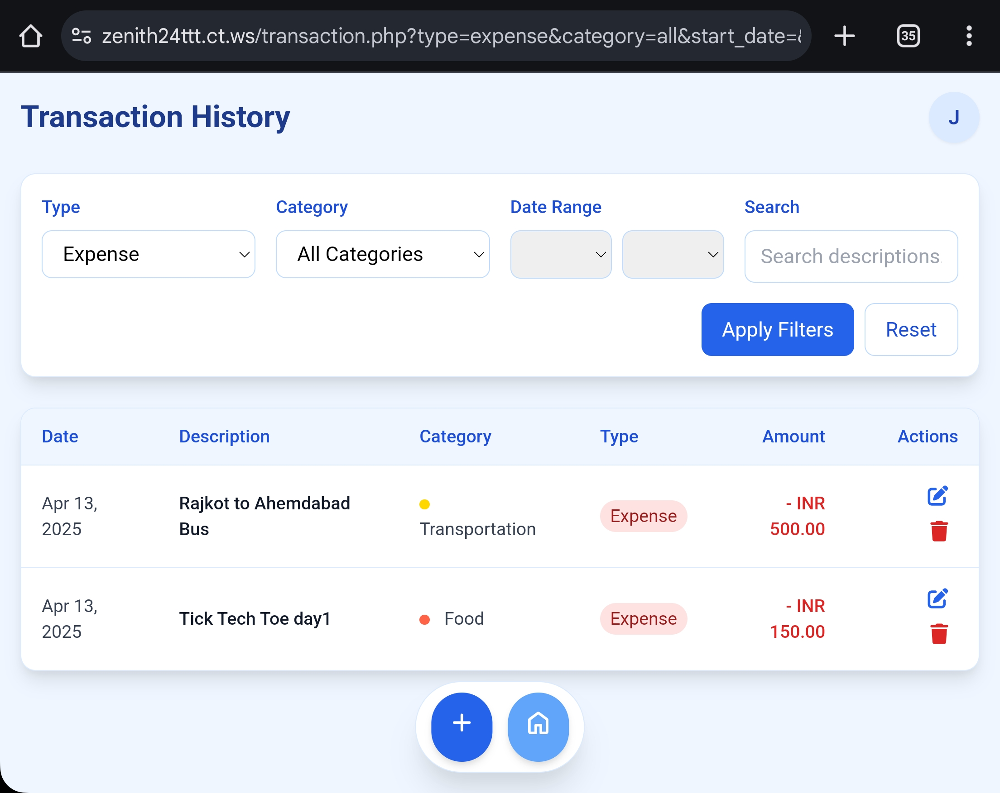 zenith24ttt.ct.ws/transaction.php?type=expense&category=all&start_date=
35
Transaction History
J
Type
Category
Date Range
Search
Expense
All Categories
Search descriptions.
Apply Filters
Reset
Date
Description
Category
Type
Amount
Actions
Apr 13,
2025
Rajkot to Ahemdabad
Bus
Transportation
Expense
- INR
500.00
Apr 13,
2025
Tick Tech Toe day1
Food
Expense
- INR
150.00